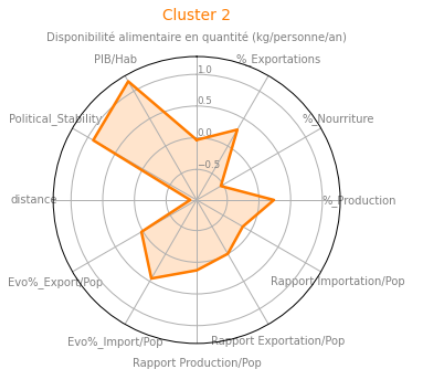 Cluster 2
Disponibilité alimentaire en quantité (kg/personne/an)
PIB/Hab
%_Exportations
1.0
0.5
Political_Stability
%_Nourriture
0.0
−0.5
distance
%_Production
Evo%_Export/Pop
Rapport Importation/Pop
Evo%_Import/Pop
Rapport Exportation/Pop
Rapport Production/Pop